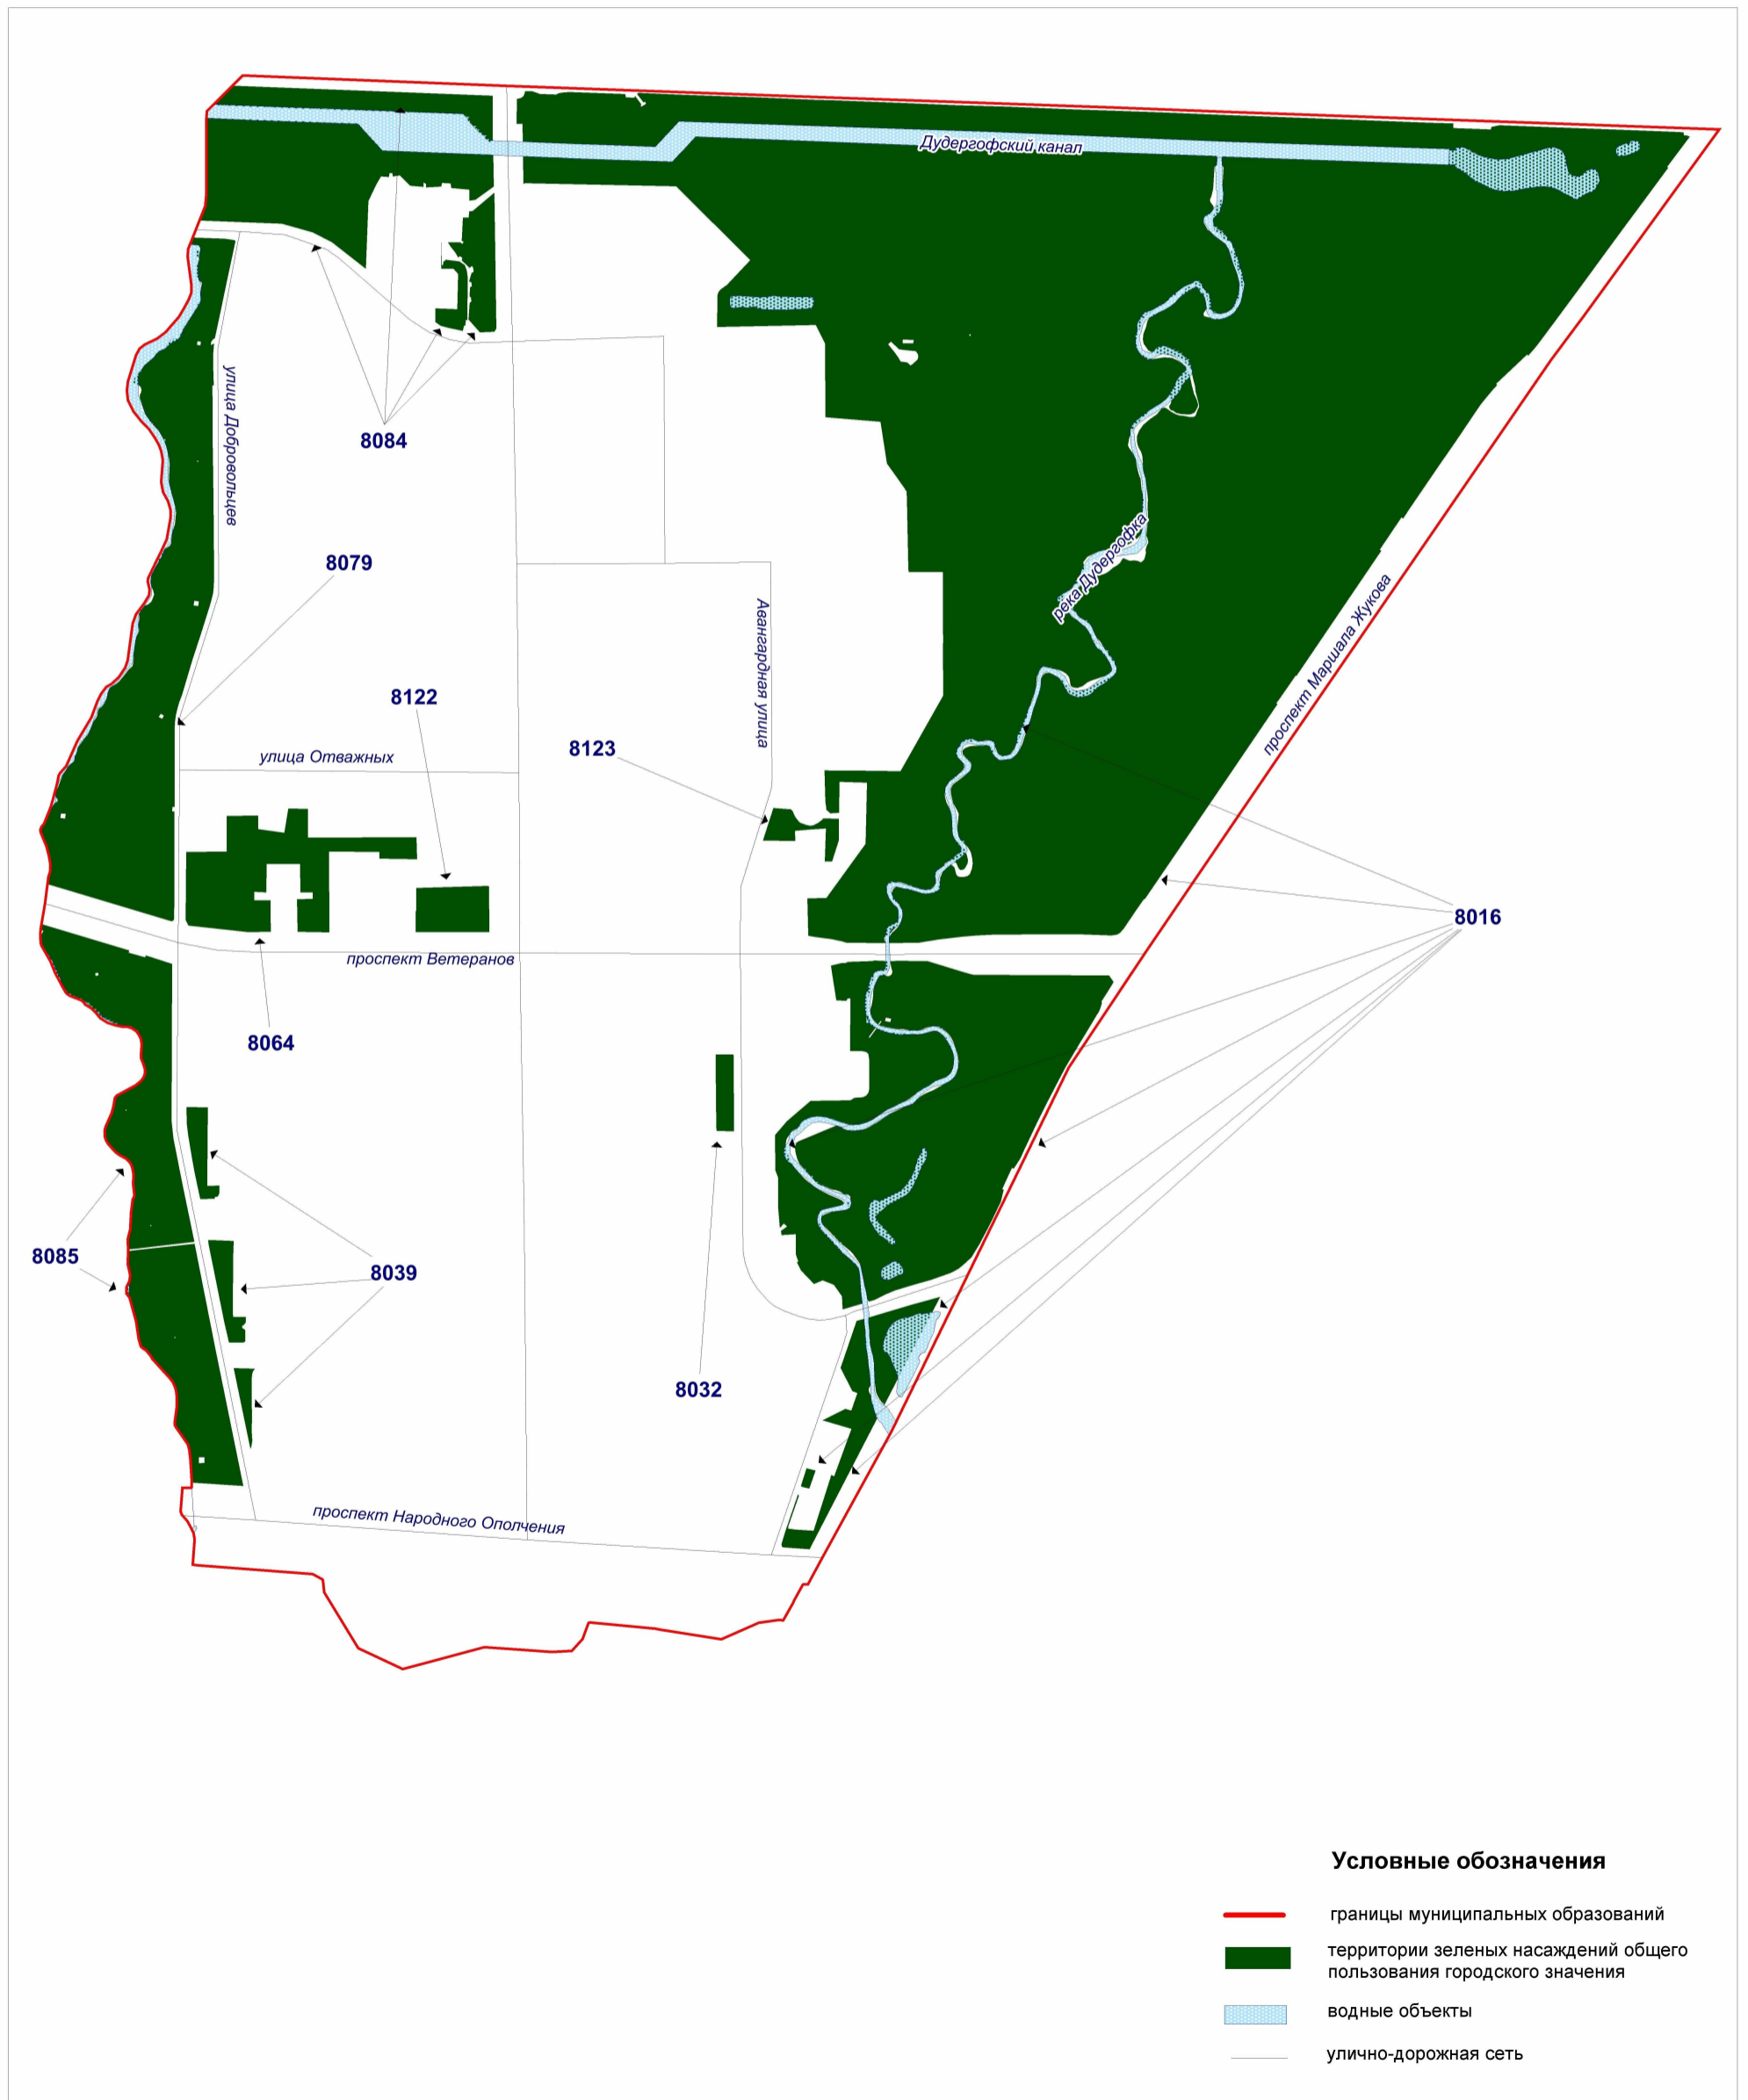 Дудергофский канал
улица Добровольцев
8084
8079
река Дудергофка
Авангардная улица
проспект Маршала Жукова
8122
8123
улица Отважных
8016
проспект Ветеранов
8064
8085
8039
8032
проспект Народного Ополчения
Условные обозначения
границы муниципальных образований
территории зеленых насаждений общего
пользования городского значения
водные объекты
улично-дорожная сеть